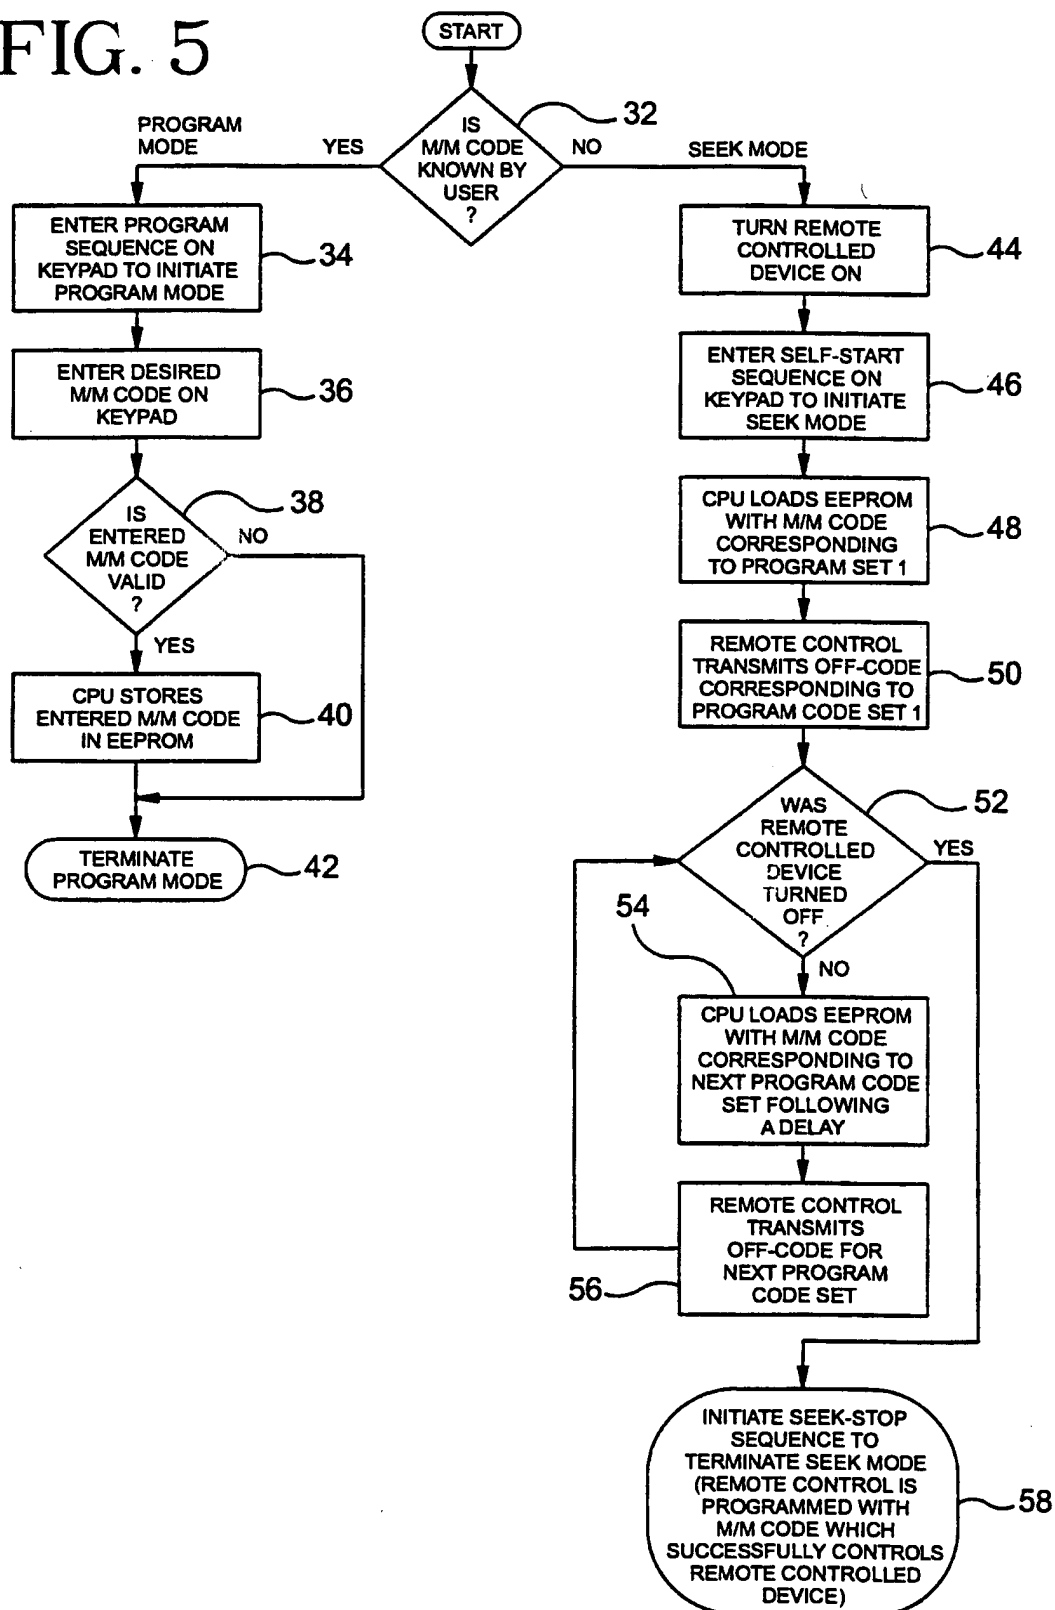 FIG. 5
START
IS
M/M CODE
KNOWN BY
USER
?
32
PROGRAM
MODE
YES
NO
SEEK MODE
ENTER PROGRAM
SEQUENCE ON
KEYPAD TO INITIATE
PROGRAM MODE
34
ENTER DESIRED
M/M CODE ON
KEYPAD
36
IS
ENTERED
M/M CODE
VALID
?
38
NO
YES
CPU STORES
ENTERED M/M CODE
IN EEPROM
40
TERMINATE
PROGRAM MODE
42
TURN REMOTE
CONTROLLED
DEVICE ON
44
ENTER SELF-START
SEQUENCE ON
KEYPAD TO INITIATE
SEEK MODE
46
CPU LOADS EEPROM
WITH M/M CODE
CORRESPONDING
TO PROGRAM SET 1
48
REMOTE CONTROL
TRANSMITS OFF-CODE
CORRESPONDING TO
PROGRAM CODE SET 1
50
WAS
REMOTE
CONTROLLED
DEVICE
TURNED
OFF
?
52
YES
NO
54
CPU LOADS EEPROM
WITH M/M CODE
CORRESPONDING TO
NEXT PROGRAM CODE
SET FOLLOWING
A DELAY
REMOTE CONTROL
TRANSMITS
OFF-CODE FOR
NEXT PROGRAM
CODE SET
56
INITIATE SEEK-STOP
SEQUENCE TO
TERMINATE SEEK MODE
(REMOTE CONTROL IS
PROGRAMMED WITH
M/M CODE WHICH
SUCCESSFULLY CONTROLS
REMOTE CONTROLLED
DEVICE)
58